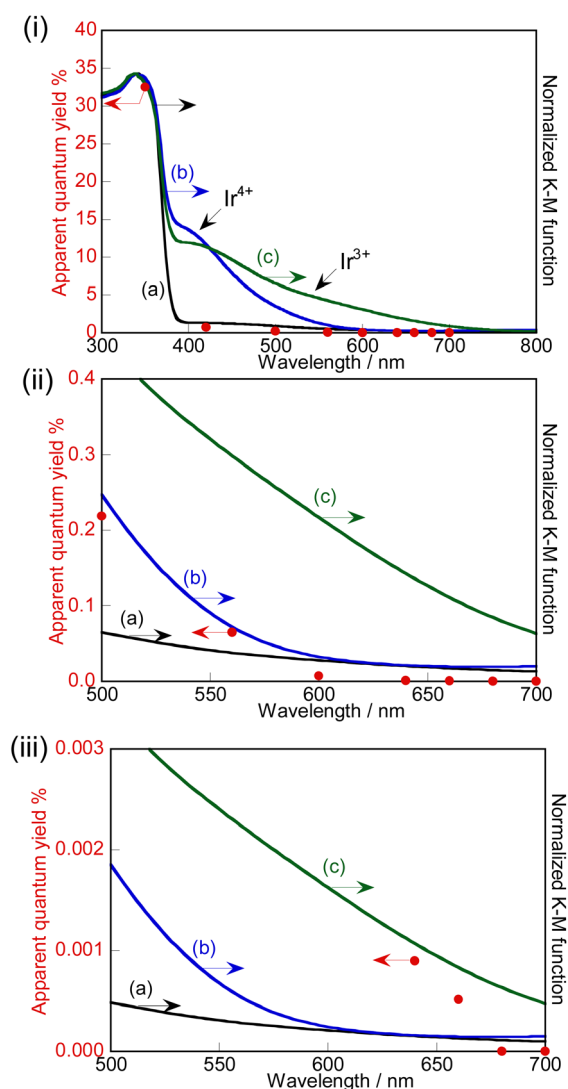 (i)
Apparent quantum yield %
40
35
30
25
20
15
10
5
0
(a)
(b)
(c)
Ir4+
Ir3+
300
400
500
600
700
800
Wavelength / nm
Normalized K-M function
(ii)
Apparent quantum yield %
0.4
0.3
0.2
0.1
0.0
(a)
(b)
(c)
500
550
600
650
700
Wavelength / nm
Normalized K-M function
(iii)
Apparent quantum yield %
0.003
0.002
0.001
0.000
(a)
(b)
(c)
500
550
600
650
700
Wavelength / nm
Normalized K-M function